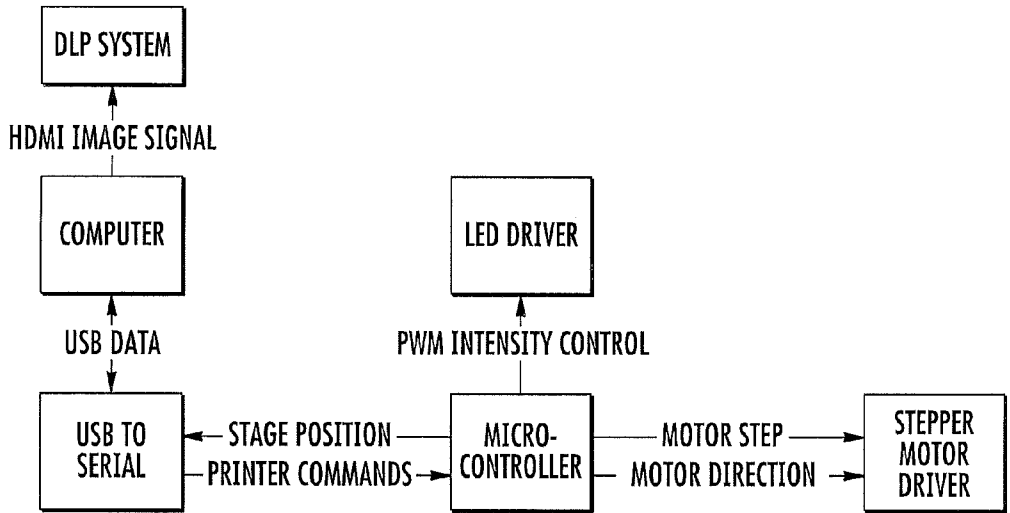 DLP SYSTEM
HDMI IMAGE SIGNAL
COMPUTER
LED DRIVER
USB DATA
PWM INTENSITY CONTROL
USB TO
SERIAL
STAGE POSITION
PRINTER COMMANDS
MICRO-
CONTROLLER
MOTOR STEP
MOTOR DIRECTION
STEPPER
MOTOR
DRIVER